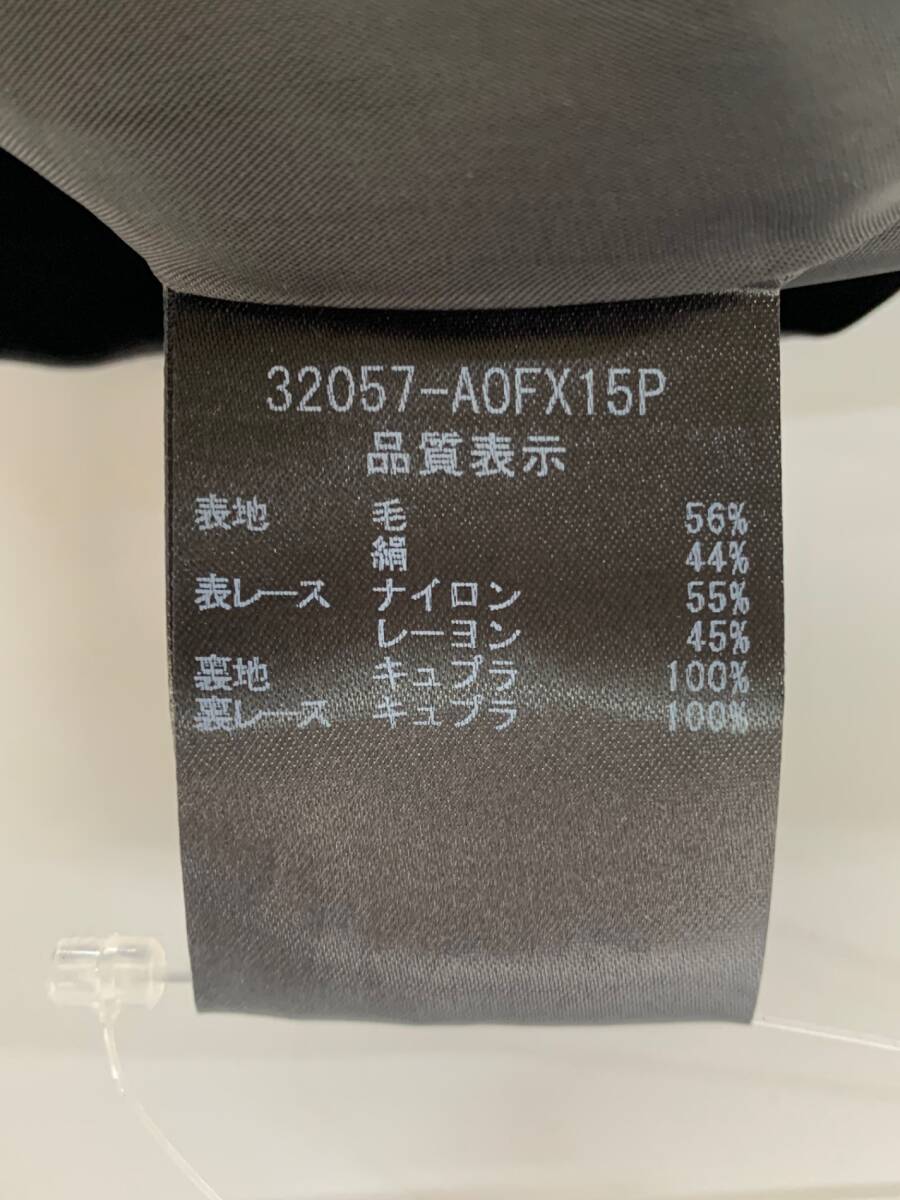 32057-A0FX15P
品質表示
表地 毛 56%
絹 44%
表レース ナイロン 55%
レーヨン 45%
裏地 キュプラ 100%
裏レース キュプラ 100%